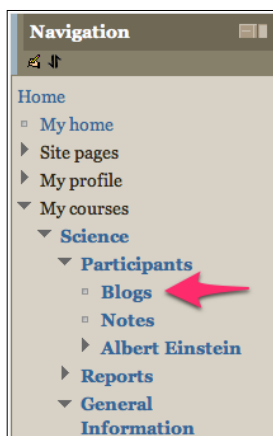 Navigation
Home
My home
Site pages
My profile
My courses
Science
Participants
Blogs
Notes
Albert Einstein
Reports
General
Information